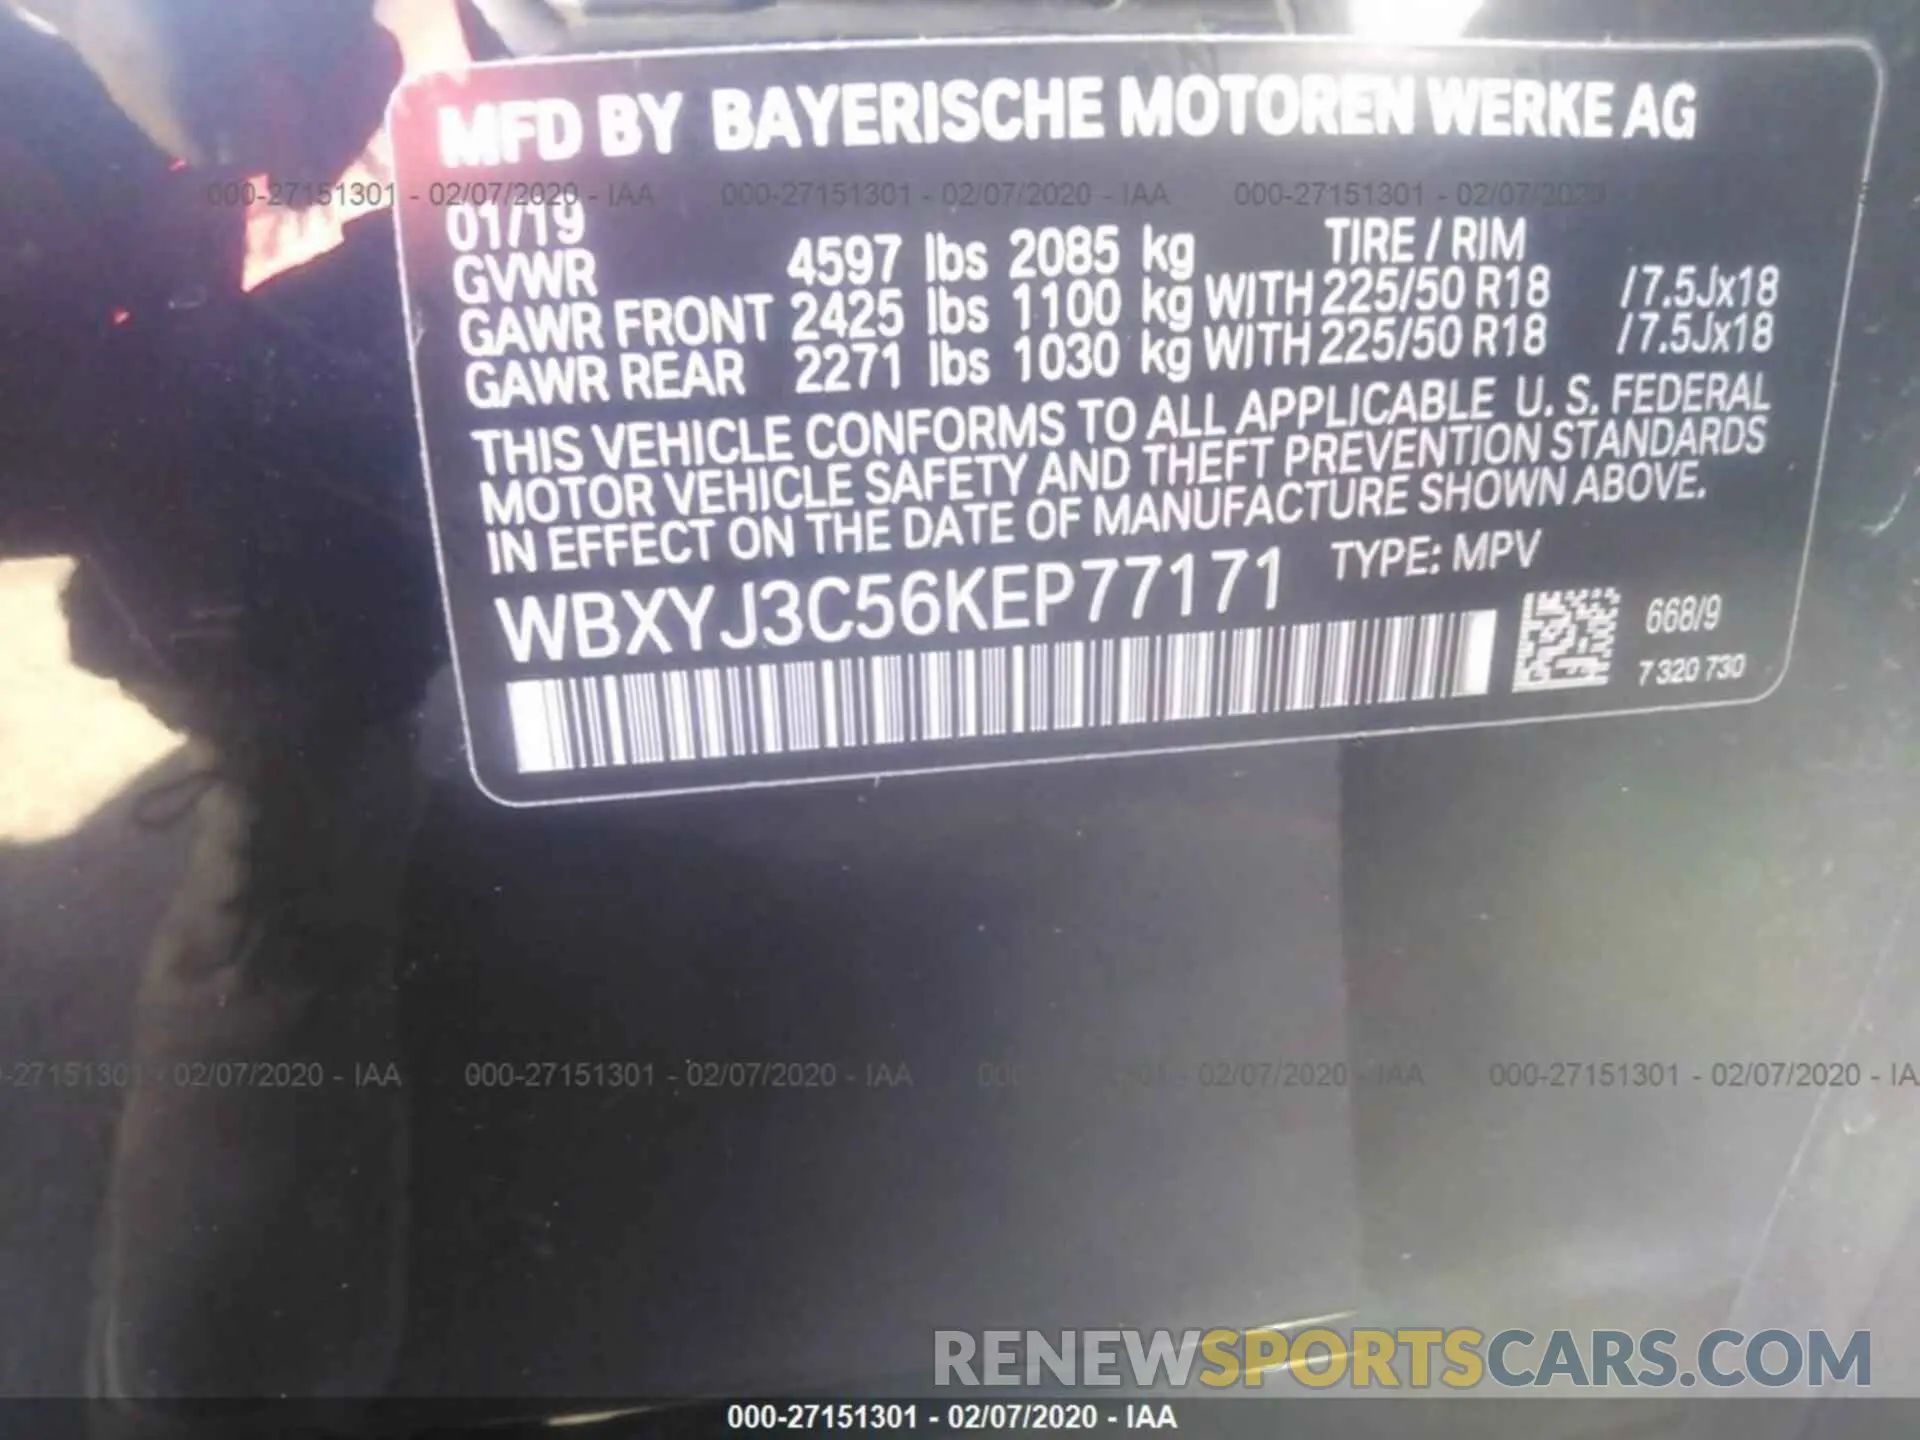 MFD BY BAYERISCHE MOTOREN WERKE AG
000-27151301 - 02/07/2020 - IAA 000-27151301 - 02/07/2020 - IAA 000-27151301 - 02/07/2020
01/19 TIRE / RIM
GVWR 4597 lbs 2085 kg
GAWR FRONT 2425 lbs 1100 kg WITH 225/50 R18 /7.5Jx18
GAWR REAR 2271 lbs 1030 kg WITH 225/50 R18 /7.5Jx18
THIS VEHICLE CONFORMS TO ALL APPLICABLE U. S. FEDERAL
MOTOR VEHICLE SAFETY AND THEFT PREVENTION STANDARDS
IN EFFECT ON THE DATE OF MANUFACTURE SHOWN ABOVE.
WBXYJ3C56KEP77171 TYPE: MPV
668/9
7 320 730
-27151301 - 02/07/2020 - IAA 000-27151301 - 02/07/2020 - IAA - 02/07/2020 - IAA 000-27151301 - 02/07/2020 - IA
RENEWSPORTSCARS.COM
000-27151301 - 02/07/2020 - IAA